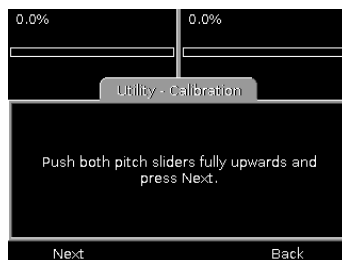 0.0% 0.0%
Utility - Calibration
Push both pitch sliders fully upwards and
press Next.
Next Back